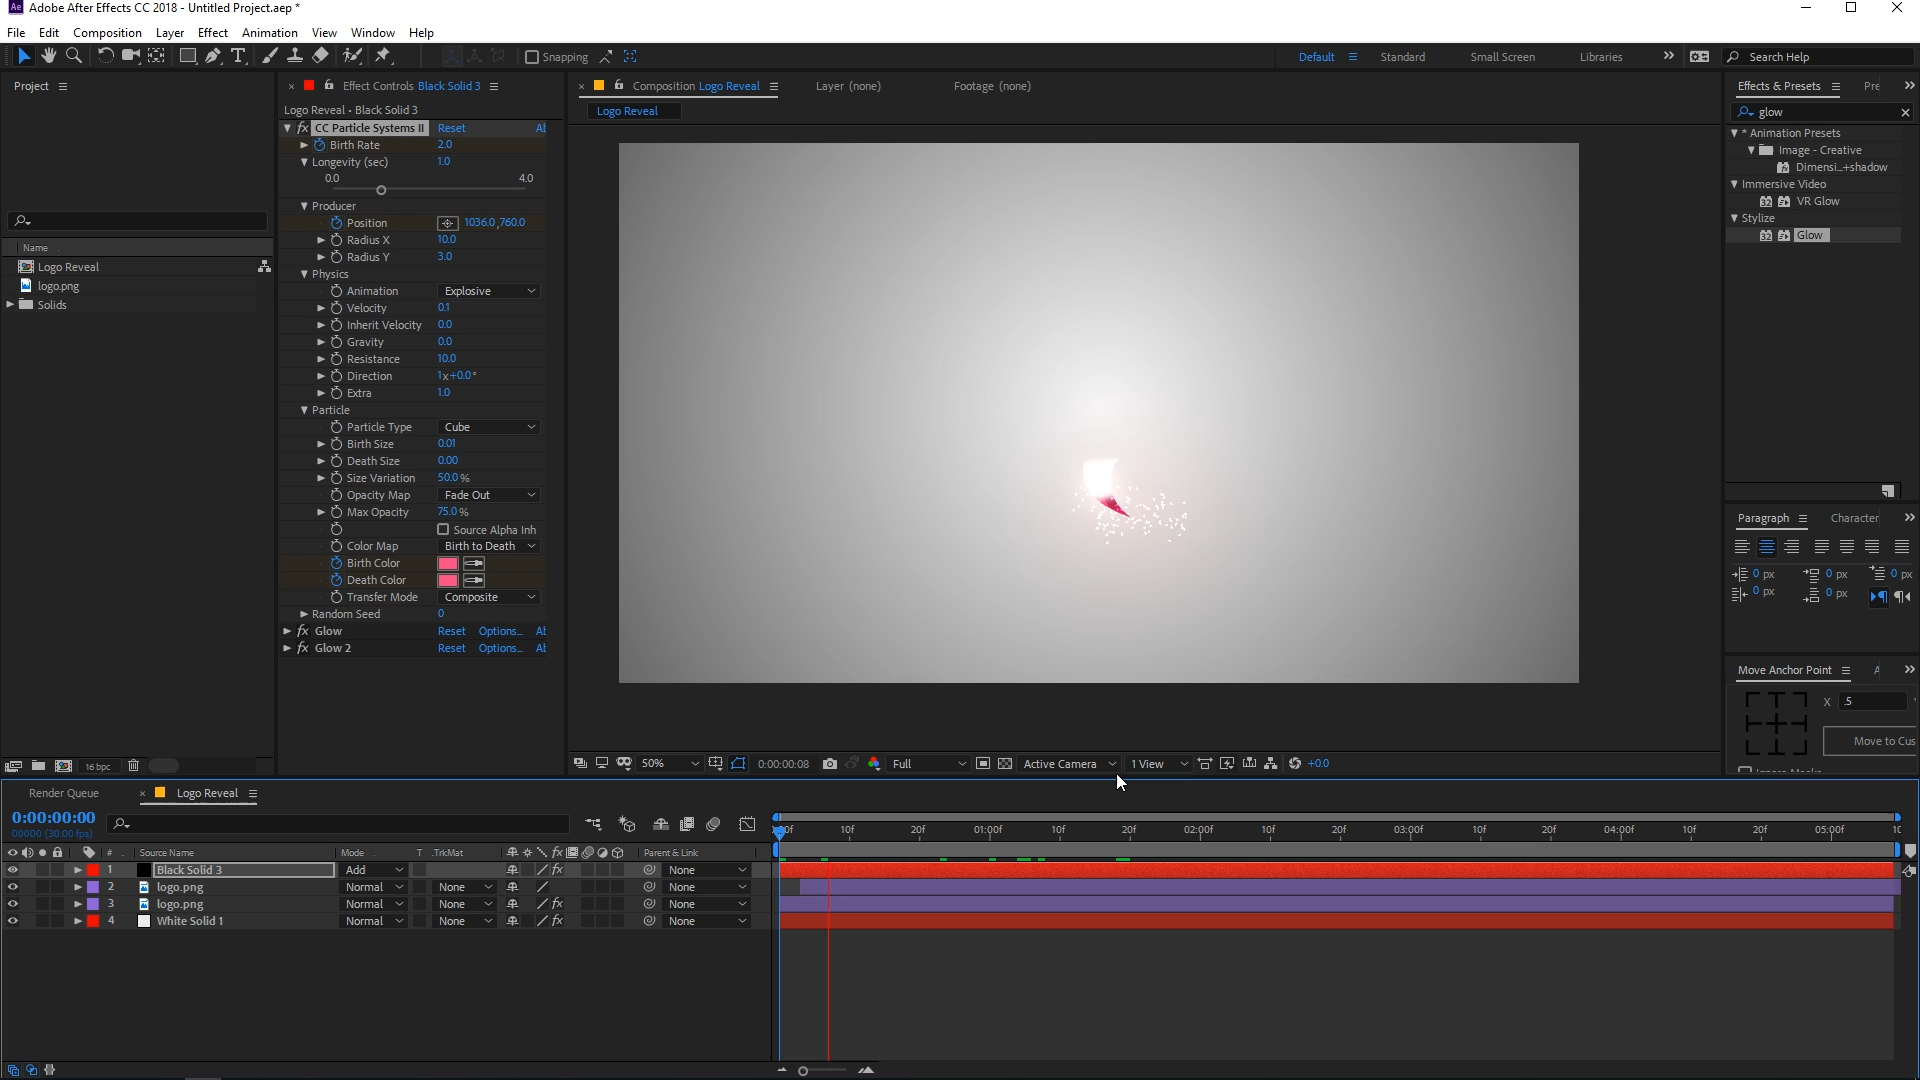 Adobe After Effects CC 2018 - Untitled Project.aep *
File Edit Composition Layer Effect Animation View Window Help
Snapping Default Standard Small Screen Libraries Search Help
Project
Name
Logo Reveal
logo.png
Solids
16 bpc
Effect Controls Black Solid 3
Logo Reveal • Black Solid 3
fx CC Particle Systems II Reset Ab
Birth Rate 2.0
Longevity (sec) 1.0
0.0 4.0
Producer
Position 1036.0,760.0
Radius X 10.0
Radius Y 3.0
Physics
Animation Explosive
Velocity 0.1
Inherit Velocity 0.0
Gravity 0.0
Resistance 10.0
Direction 1x+0.0°
Extra 1.0
Particle
Particle Type Cube
Birth Size 0.01
Death Size 0.00
Size Variation 50.0 %
Opacity Map Fade Out
Max Opacity 75.0 %
Source Alpha Inh
Color Map Birth to Death
Birth Color
Death Color
Transfer Mode Composite
Random Seed 0
fx Glow Reset Options... Ab
fx Glow 2 Reset Options... Ab
Composition Logo Reveal Layer (none) Footage (none)
Logo Reveal
50% 0:00:00:08 Full Active Camera 1 View +0.0
Effects & Presets
glow
* Animation Presets
Image - Creative
Dimensi...+shadow
Immersive Video
32 VR Glow
Stylize
32 Glow
Paragraph Character
0 px 0 px 0 px
0 px 0 px
Move Anchor Point
X .5
Move to Cus
Render Queue Logo Reveal
0:00:00:00
00000 (30.00 fps)
10f 20f 01:00f 10f 20f 02:00f 10f 20f 03:00f 10f 20f 04:00f 10f 20f 05:00f
# Source Name Mode T .TrkMat Parent & Link
1 Black Solid 3 Add None
2 logo.png Normal None None
3 logo.png Normal None None
4 White Solid 1 Normal None None